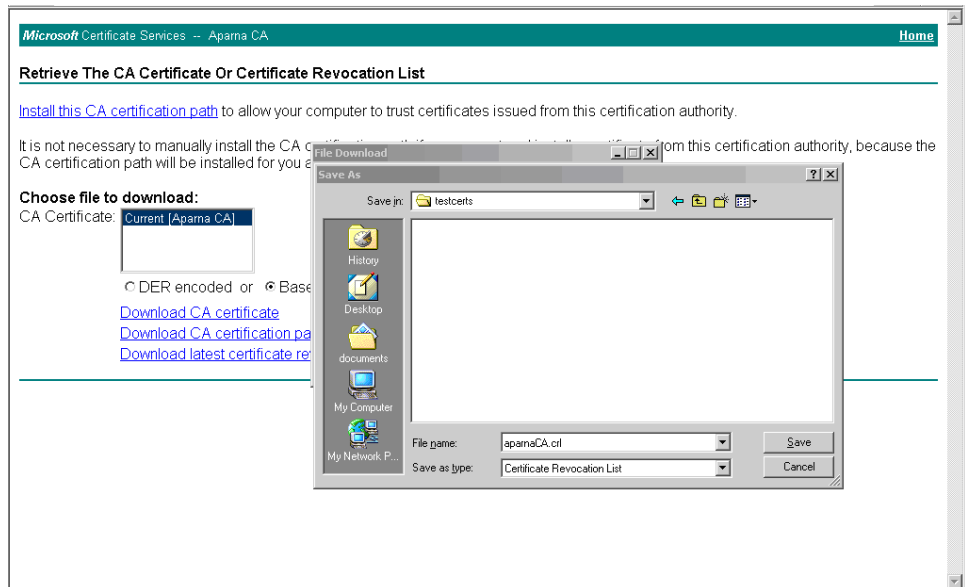 Microsoft Certificate Services -- Aparna CA Home
Retrieve The CA Certificate Or Certificate Revocation List
Install this CA certification path to allow your computer to trust certificates issued from this certification authority.
It is not necessary to manually install the CA from this certification authority, because the
CA certification path will be installed for you a
File Download
Save As
Save in: testcerts
Choose file to download:
CA Certificate: Current [Aparna CA]
DER encoded or Base
Download CA certificate
Download CA certification pa
Download latest certificate re
History
Desktop
documents
My Computer
My Network P...
File name: aparnaCA.crl Save
Save as type: Certificate Revocation List Cancel